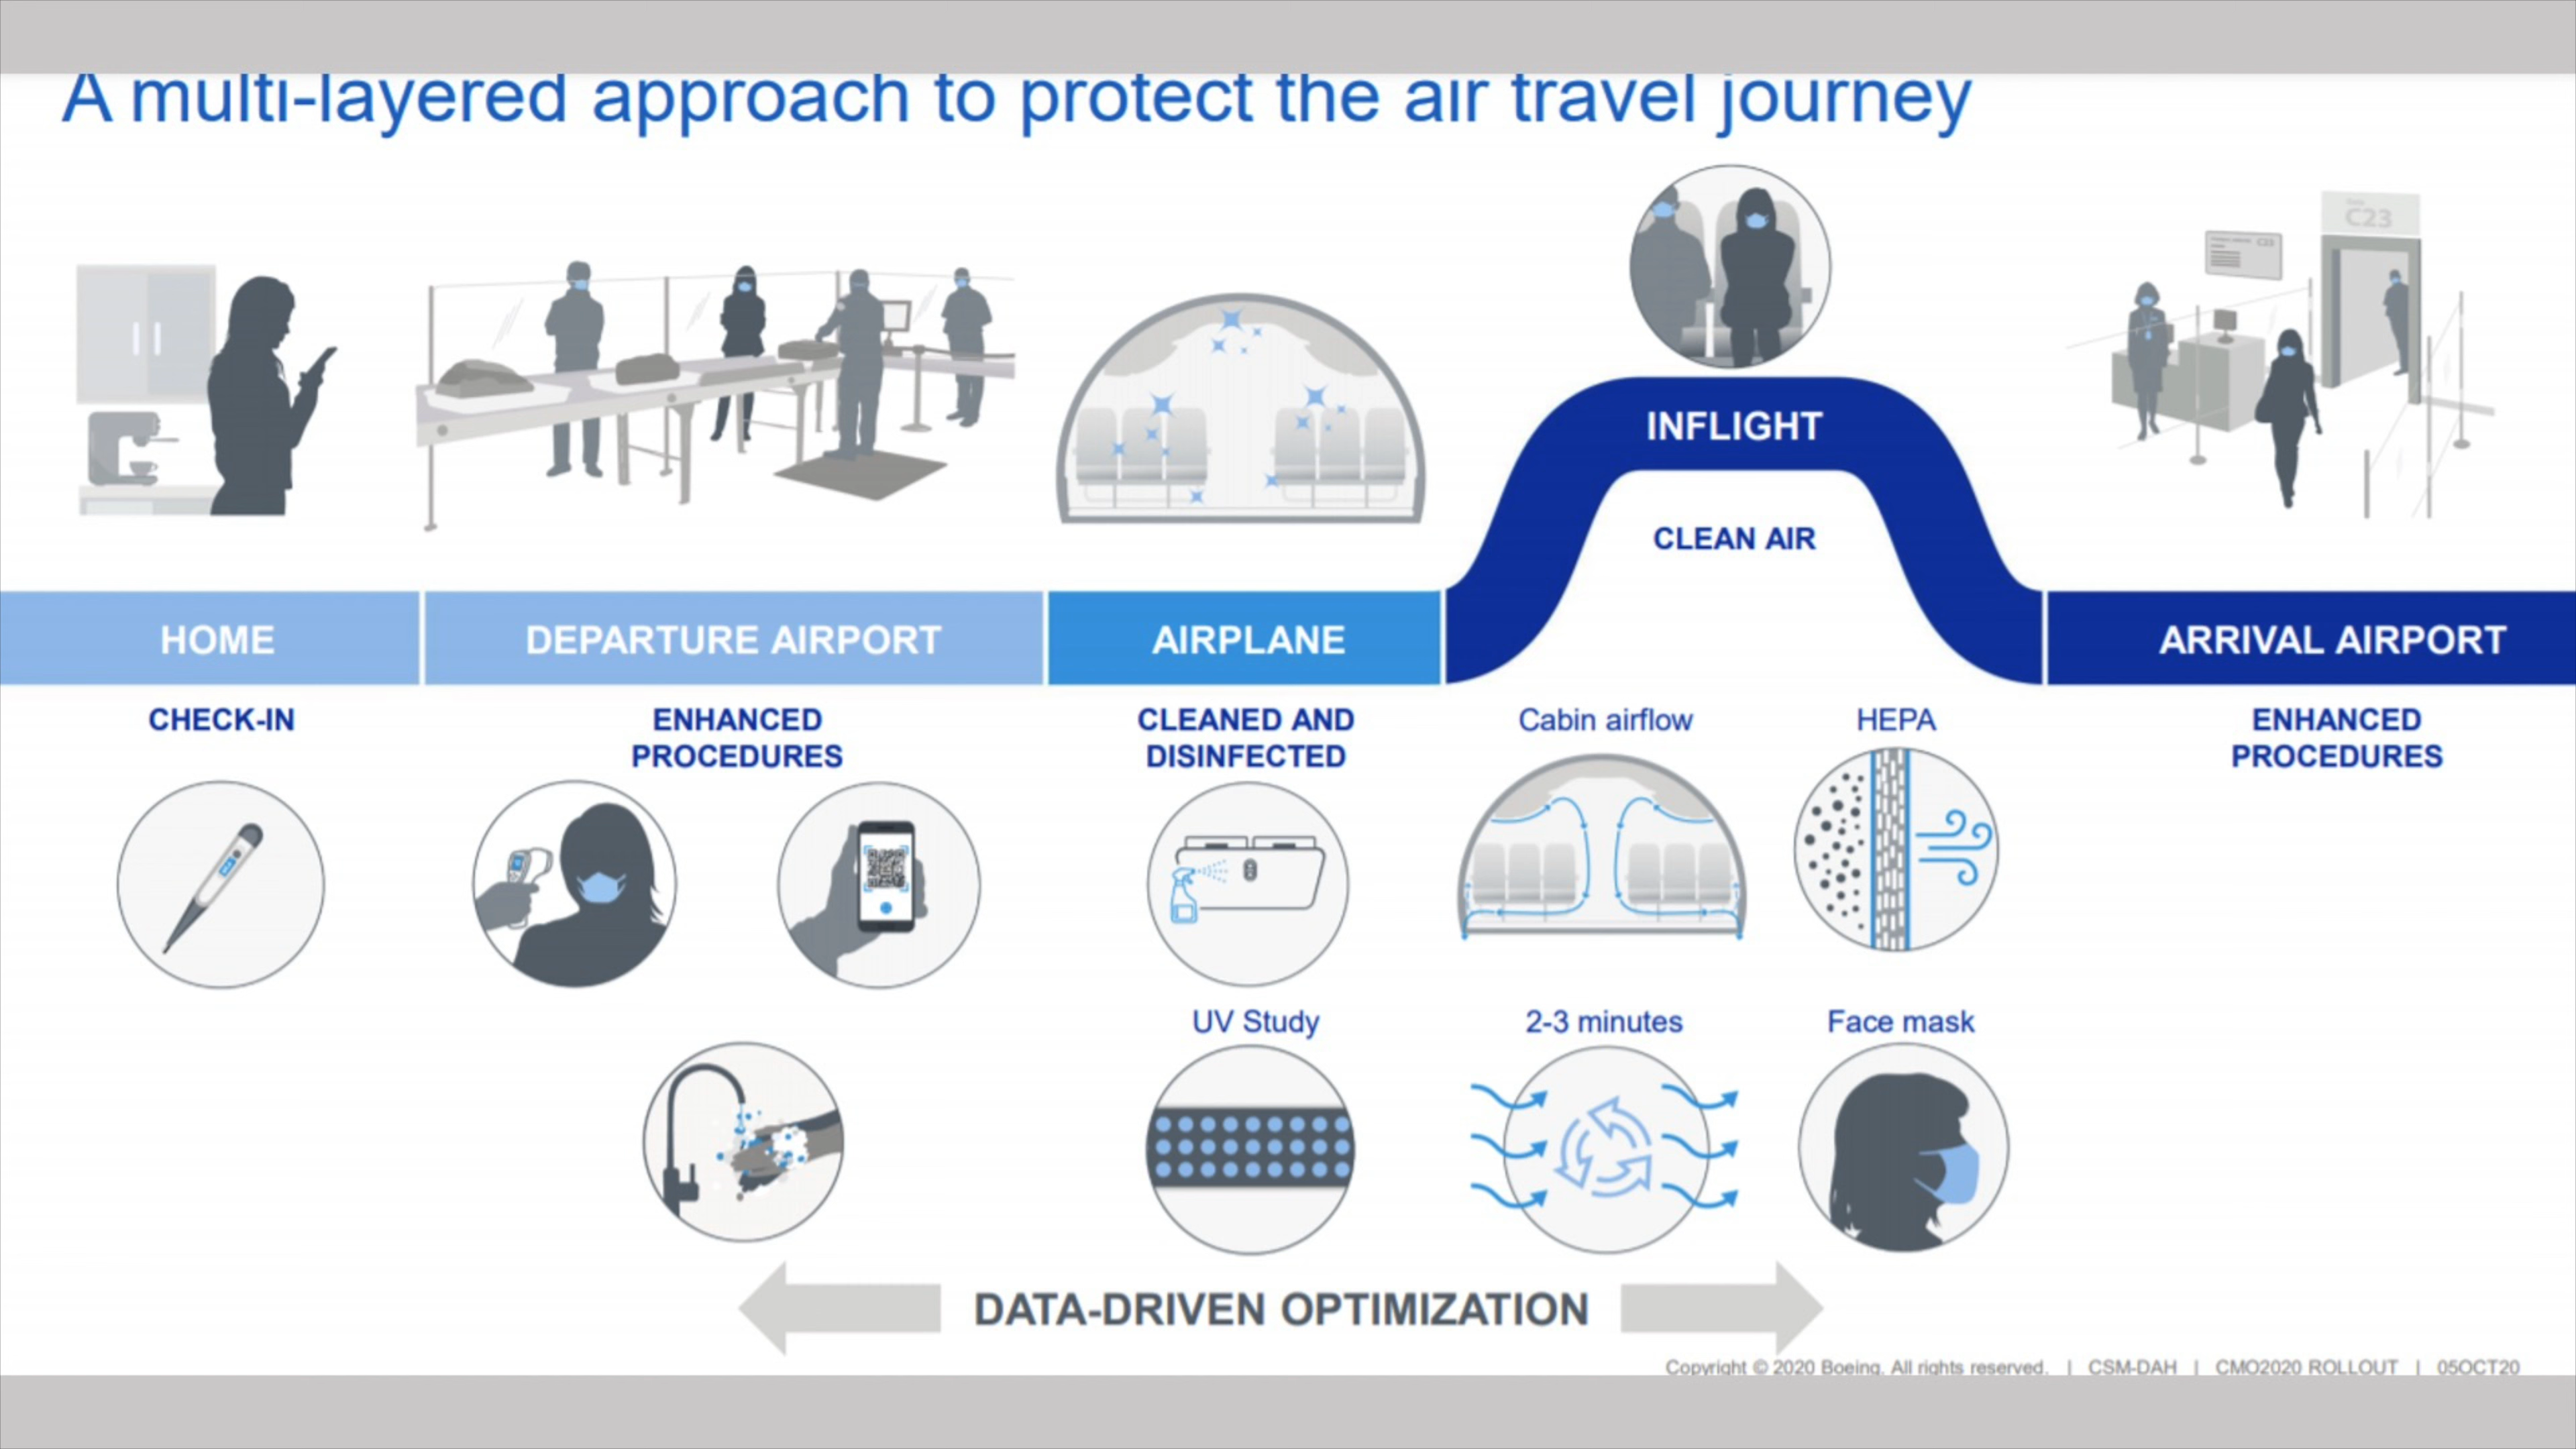 A multi-layered approach to protect the air travel journey
C23
INFLIGHT
CLEAN AIR
HOME
DEPARTURE AIRPORT
AIRPLANE
ARRIVAL AIRPORT
CHECK-IN
ENHANCED
PROCEDURES
CLEANED AND
DISINFECTED
Cabin airflow
HEPA
ENHANCED
PROCEDURES
UV Study
2-3 minutes
Face mask
DATA-DRIVEN OPTIMIZATION
Copyright © 2020 Boeing. All rights reserved. | CSM-DAH | CMO2020 ROLLOUT | 05OCT20